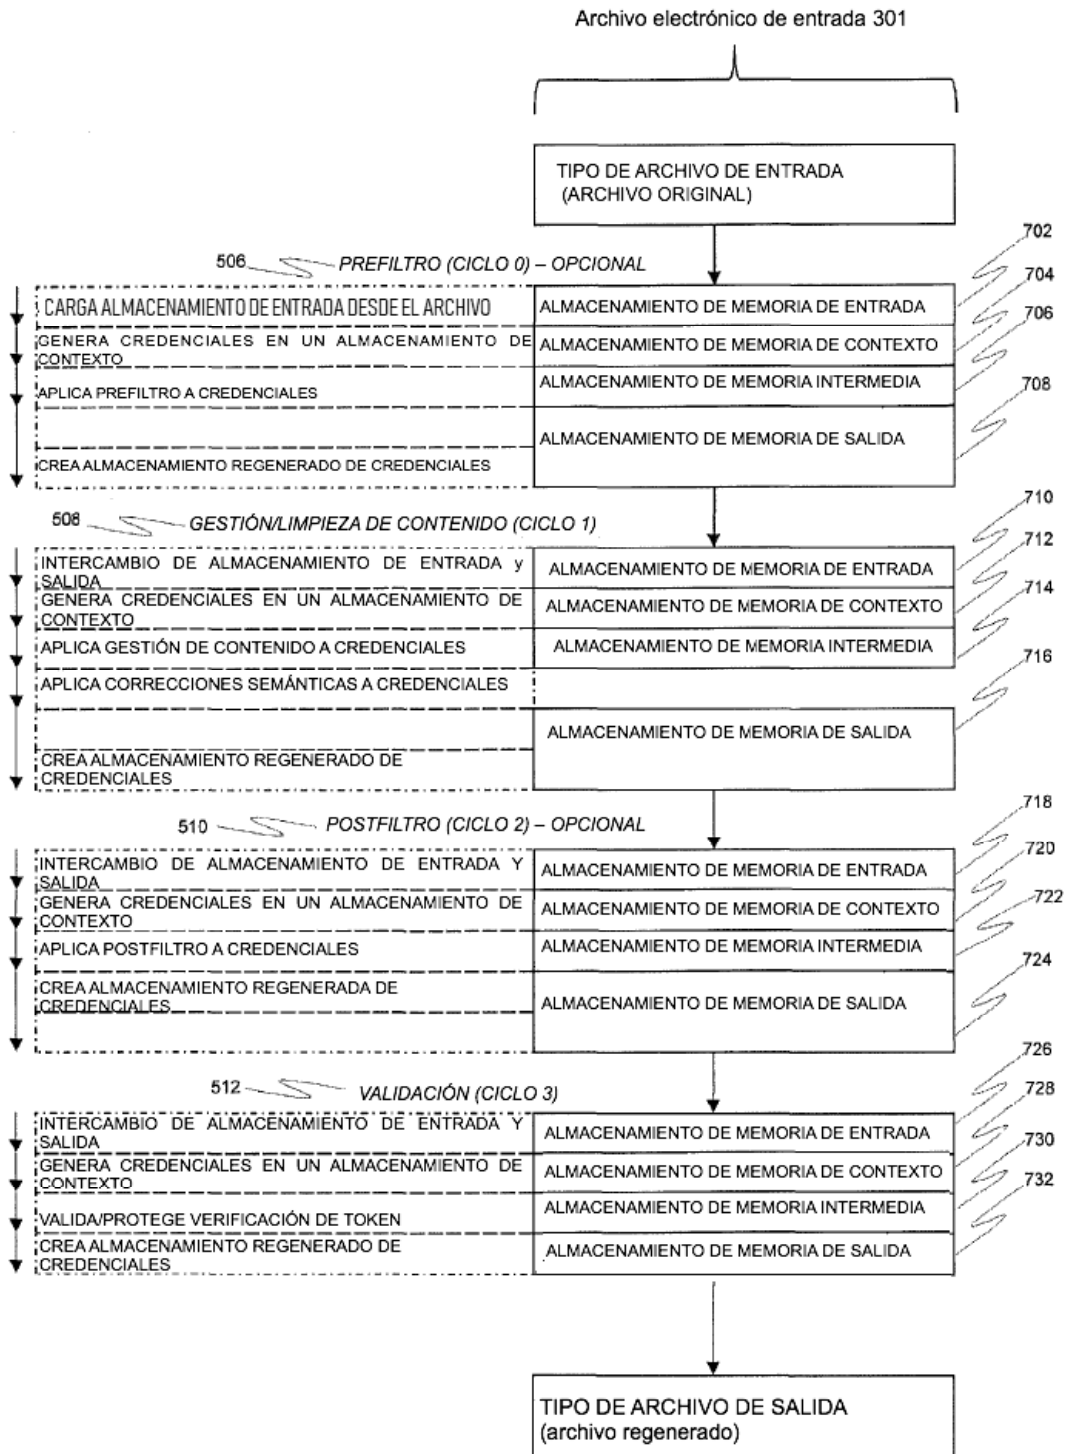 Archivo electrónico de entrada 301
TIPO DE ARCHIVO DE ENTRADA
(ARCHIVO ORIGINAL)
702
506
PREFILTRO (CICLO 0) – OPCIONAL
704
CARGA ALMACENAMIENTO DE ENTRADA DESDE EL ARCHIVO
ALMACENAMIENTO DE MEMORIA DE ENTRADA
706
GENERA CREDENCIALES EN UN ALMACENAMIENTO DE
CONTEXTO
ALMACENAMIENTO DE MEMORIA DE CONTEXTO
708
APLICA PREFILTRO A CREDENCIALES
ALMACENAMIENTO DE MEMORIA INTERMEDIA
ALMACENAMIENTO DE MEMORIA DE SALIDA
CREA ALMACENAMIENTO REGENERADO DE CREDENCIALES
710
508
GESTIÓN/LIMPIEZA DE CONTENIDO (CICLO 1)
712
INTERCAMBIO DE ALMACENAMIENTO DE ENTRADA y
SALIDA
ALMACENAMIENTO DE MEMORIA DE ENTRADA
714
GENERA CREDENCIALES EN UN ALMACENAMIENTO DE
CONTEXTO
ALMACENAMIENTO DE MEMORIA DE CONTEXTO
716
APLICA GESTIÓN DE CONTENIDO A CREDENCIALES
ALMACENAMIENTO DE MEMORIA INTERMEDIA
APLICA CORRECCIONES SEMÁNTICAS A CREDENCIALES
ALMACENAMIENTO DE MEMORIA DE SALIDA
CREA ALMACENAMIENTO REGENERADO DE
CREDENCIALES
718
510
POSTFILTRO (CICLO 2) – OPCIONAL
720
INTERCAMBIO DE ALMACENAMIENTO DE ENTRADA Y
SALIDA
ALMACENAMIENTO DE MEMORIA DE ENTRADA
722
GENERA CREDENCIALES EN UN ALMACENAMIENTO DE
CONTEXTO
ALMACENAMIENTO DE MEMORIA DE CONTEXTO
724
APLICA POSTFILTRO A CREDENCIALES
ALMACENAMIENTO DE MEMORIA INTERMEDIA
CREA ALMACENAMIENTO REGENERADA DE
CREDENCIALES
ALMACENAMIENTO DE MEMORIA DE SALIDA
726
512
VALIDACIÓN (CICLO 3)
728
INTERCAMBIO DE ALMACENAMIENTO DE ENTRADA Y
SALIDA
ALMACENAMIENTO DE MEMORIA DE ENTRADA
730
GENERA CREDENCIALES EN UN ALMACENAMIENTO DE
CONTEXTO
ALMACENAMIENTO DE MEMORIA DE CONTEXTO
732
VALIDA/PROTEGE VERIFICACIÓN DE TOKEN
ALMACENAMIENTO DE MEMORIA INTERMEDIA
CREA ALMACENAMIENTO REGENERADO DE
CREDENCIALES
ALMACENAMIENTO DE MEMORIA DE SALIDA
TIPO DE ARCHIVO DE SALIDA
(archivo regenerado)